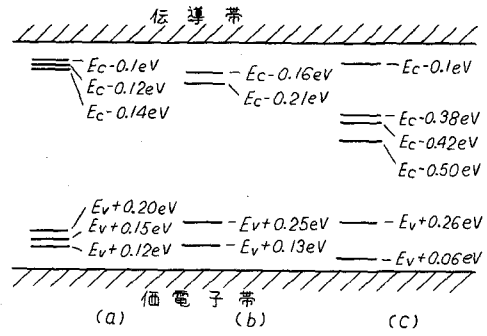 伝導帯
Ec-0.1eV
Ec-0.12eV
Ec-0.14eV
Ec-0.16eV
Ec-0.21eV
Ec-0.1eV
Ec-0.38eV
Ec-0.42eV
Ec-0.50eV
Ev+0.20eV
Ev+0.15eV
Ev+0.12eV
Ev+0.25eV
Ev+0.13eV
Ev+0.26eV
Ev+0.06eV
価電子帯
(a) (b) (c)